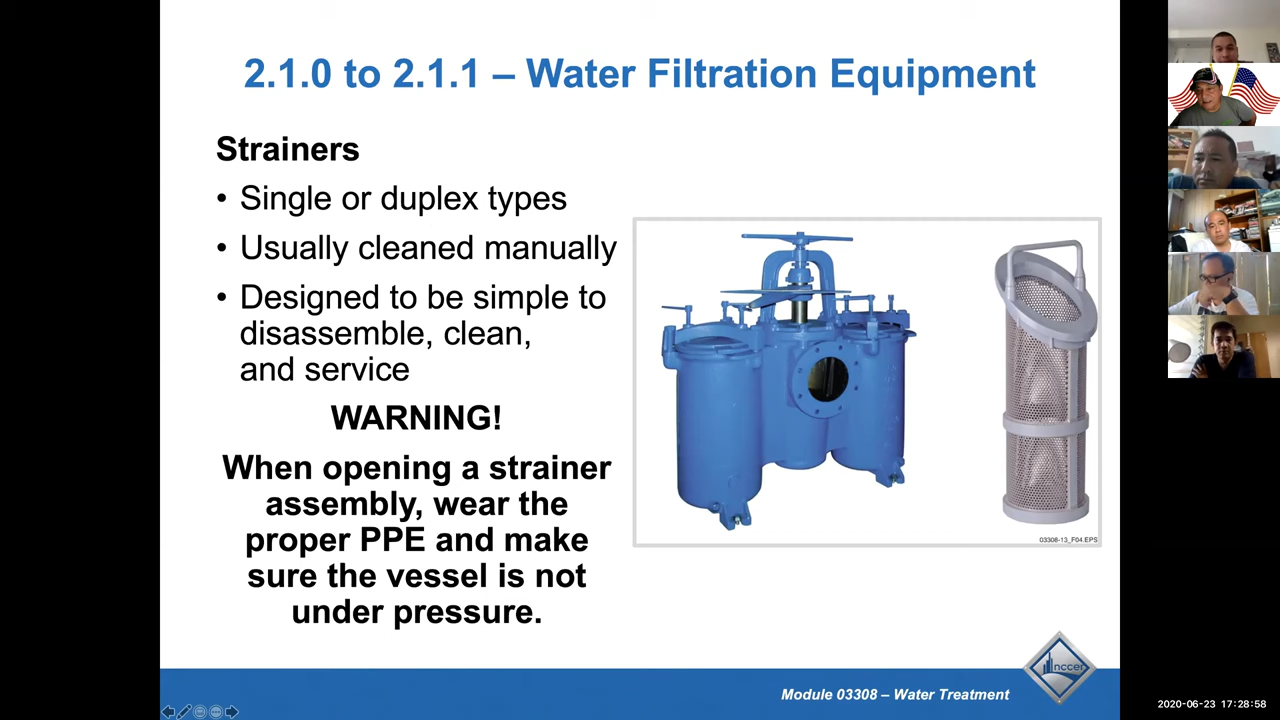 2.1.0 to 2.1.1 – Water Filtration Equipment
Strainers
• Single or duplex types
• Usually cleaned manually
• Designed to be simple to
disassemble, clean,
and service
WARNING!
When opening a strainer
assembly, wear the
proper PPE and make
sure the vessel is not
under pressure.
03308-13_F04.EPS
nccer
Module 03308 – Water Treatment
2020-06-23 17:28:58